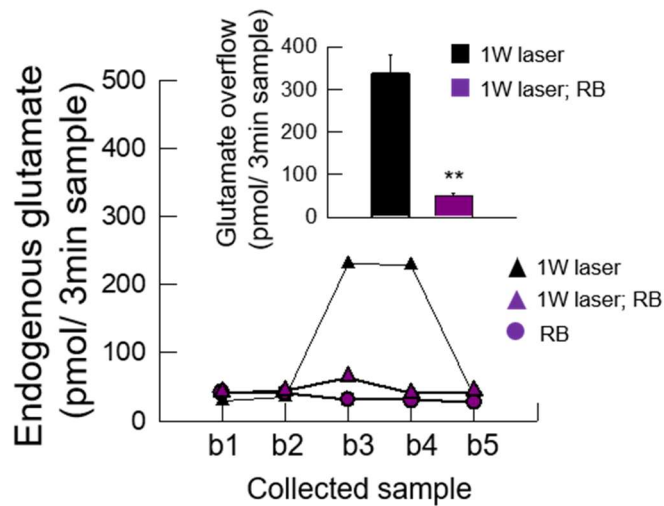 Glutamate overflow
(pmol/ 3min sample)
400
300
200
100
0
**
1W laser
1W laser; RB
Endogenous glutamate
(pmol/ 3min sample)
500
400
300
200
100
0
1W laser
1W laser; RB
RB
b1 b2 b3 b4 b5
Collected sample